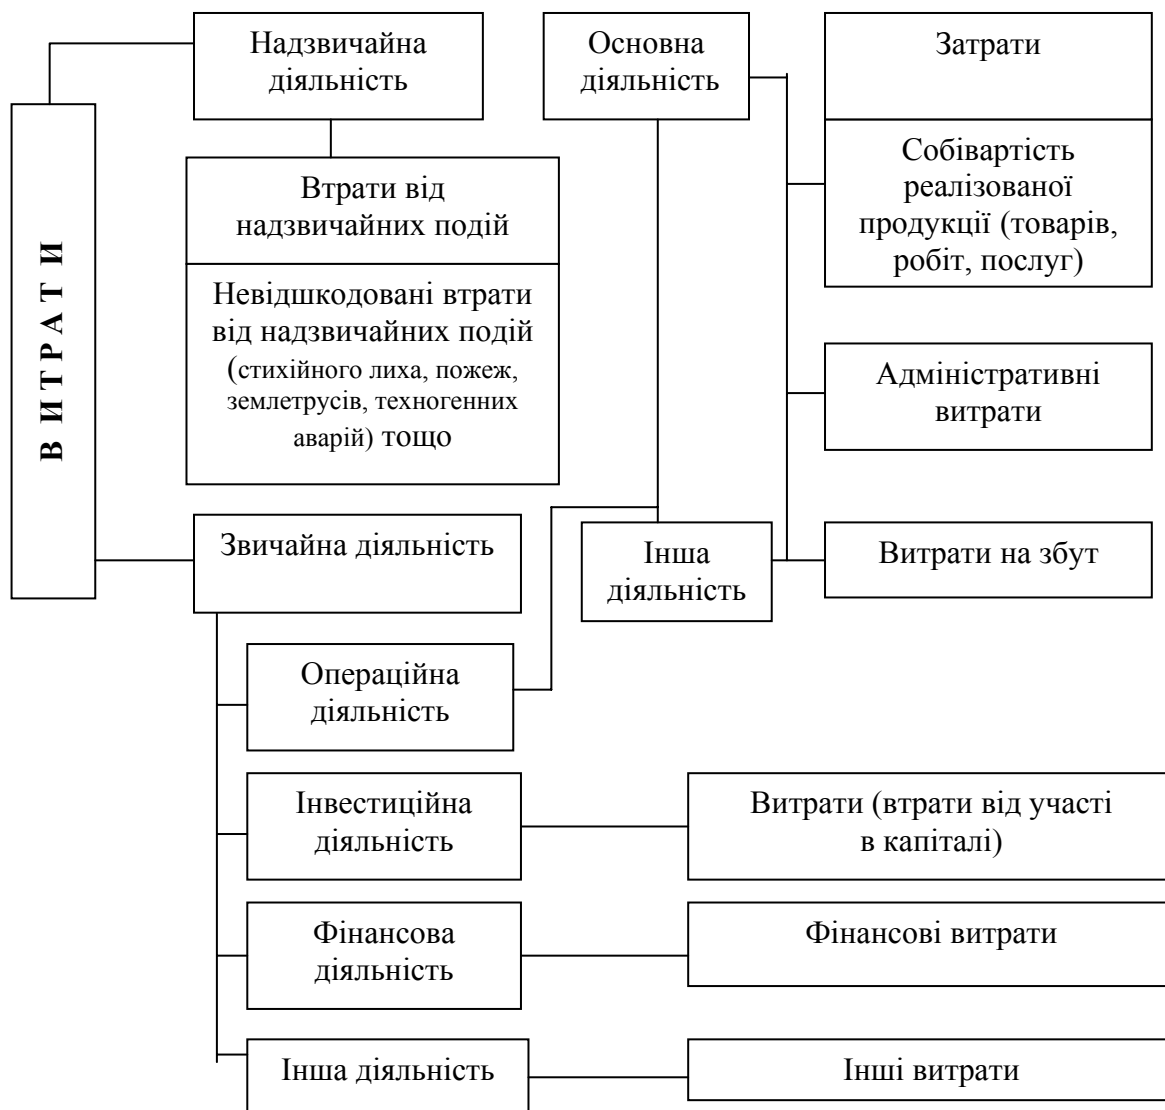 В И Т Р А Т И
Надзвичайна
діяльність
Втрати від
надзвичайних подій
Невідшкодовані втрати
від надзвичайних подій
(стихійного лиха, пожеж,
землетрусів, техногенних
аварій) тощо
Основна
діяльність
Затрати
Собівартість
реалізованої
продукції (товарів,
робіт, послуг)
Адміністративні
витрати
Витрати на збут
Інша
діяльність
Звичайна діяльність
Операційна
діяльність
Інвестиційна
діяльність
Витрати (втрати від участі
в капіталі)
Фінансова
діяльність
Фінансові витрати
Інша діяльність
Інші витрати